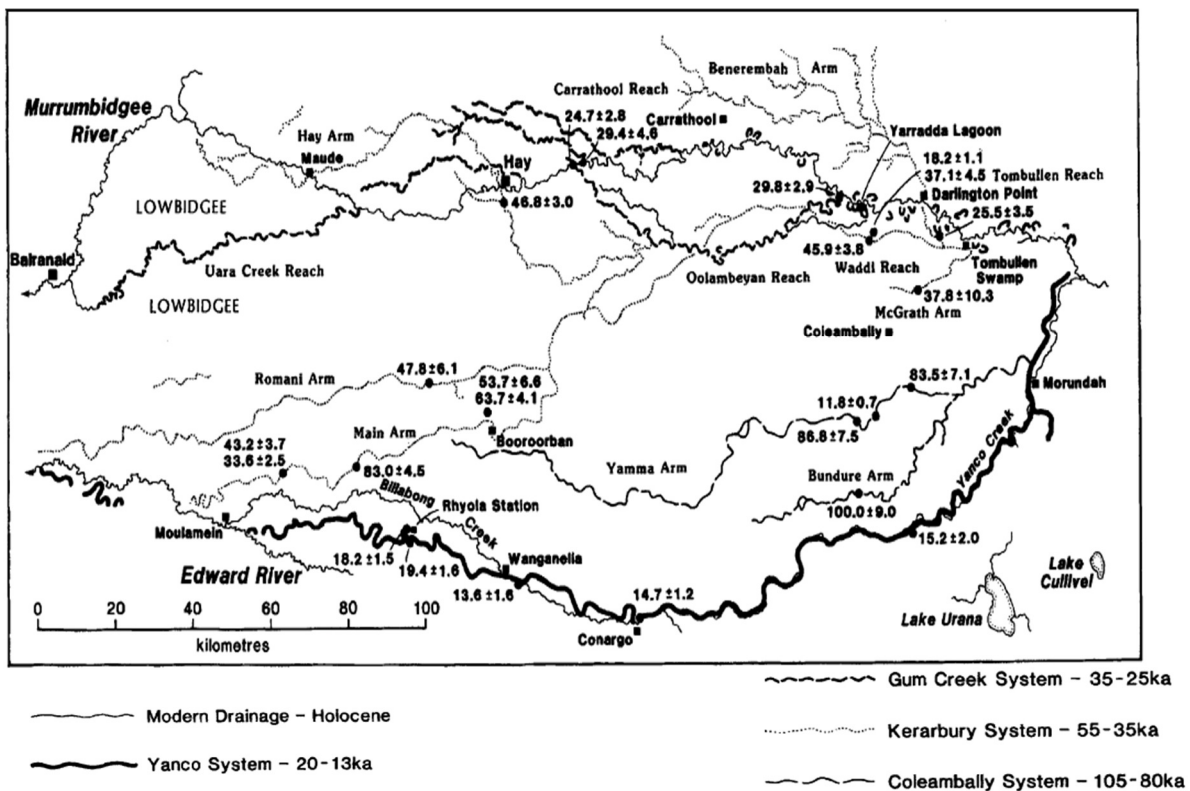 Benerembah Arm
Carrathool Reach
Murrumbidgee
River
24.7±2.8
Carrathool
29.4±4.6
Yarradda Lagoon
Hay Arm
Maude
Hay
18.2±1.1
37.1±4.5 Tombullen Reach
29.8±2.9
Darlington Point
LOWBIDGEE
46.8±3.0
25.5±3.5
45.9±3.8
Balranald
Uara Creek Reach
Oolambeyan Reach
Waddi Reach
Tombullen
Swamp
LOWBIDGEE
37.8±10.3
McGrath Arm
Coleambally
Romani Arm
47.8±6.1
53.7±6.6
63.7±4.1
83.5±7.1
Morundah
11.8±0.7
86.8±7.5
43.2±3.7
33.6±2.5
Main Arm
Booroorban
83.0±4.5
Yamma Arm
Bundure Arm
Yanco Creek
100.0±9.0
Billabong
Creek
Rhyola Station
Moulamein
15.2±2.0
18.2±1.5
19.4±1.6
Wanganella
Edward River
13.6±1.6
14.7±1.2
Conargo
Lake
Cullivel
Lake Urana
0 20 40 60 80 100
kilometres
Gum Creek System - 35-25ka
Modern Drainage - Holocene
Kerarbury System - 55-35ka
Yanco System - 20-13ka
Coleambally System - 105-80ka